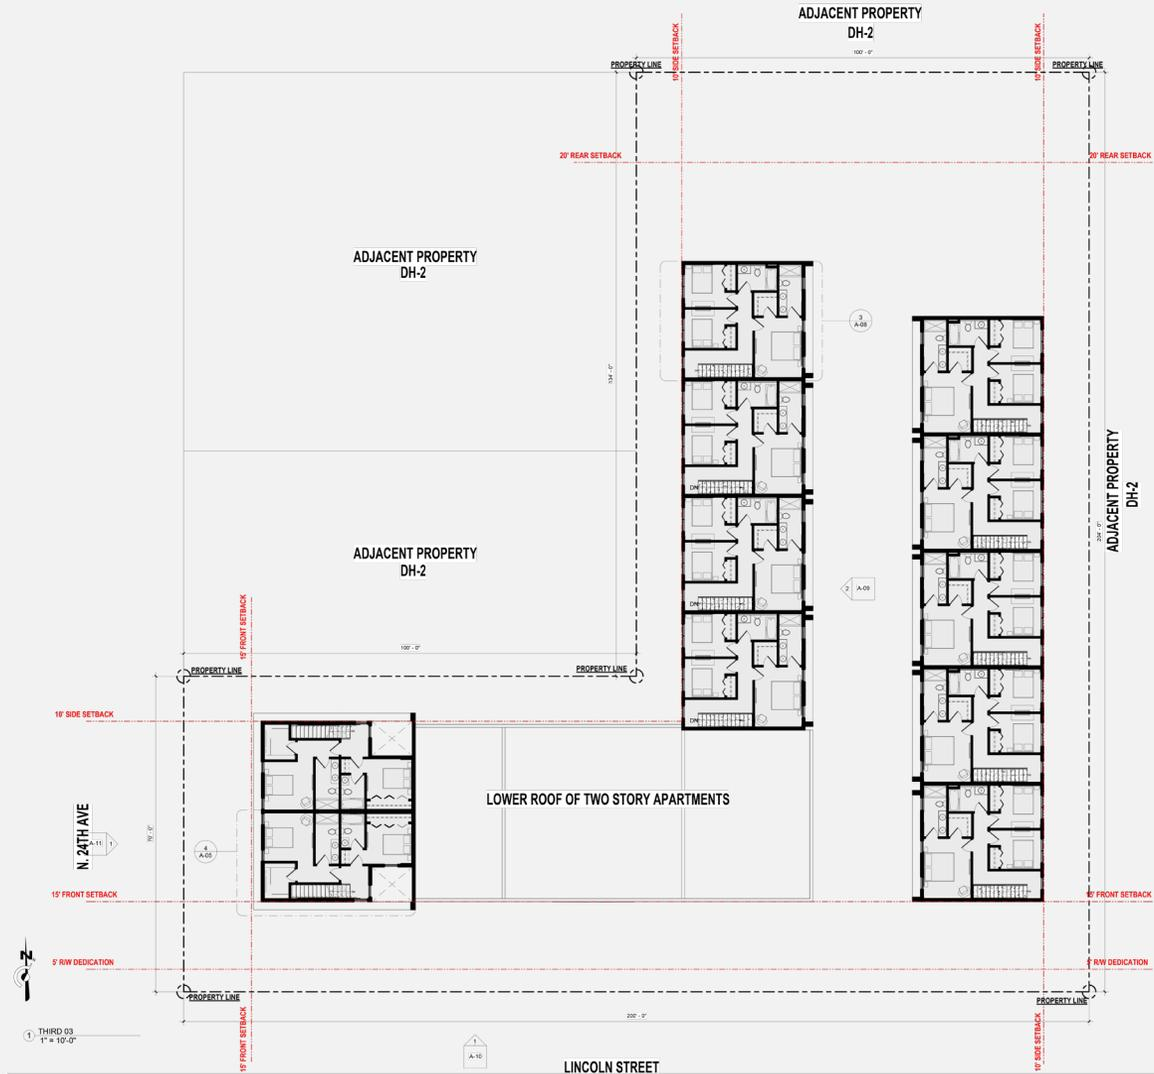 ADJACENT PROPERTY
DH-2
100' - 0"
10' SIDE SETBACK
10' SIDE SETBACK
PROPERTY LINE
PROPERTY LINE
20' REAR SETBACK
20' REAR SETBACK
ADJACENT PROPERTY
DH-2
3
A-08
134' - 0"
ADJACENT PROPERTY
DH-2
204' - 0"
DN
ADJACENT PROPERTY
DH-2
2
A-09
DN
15' FRONT SETBACK
100' - 0"
PROPERTY LINE
PROPERTY LINE
10' SIDE SETBACK
DN
LOWER ROOF OF TWO STORY APARTMENTS
N. 24TH AVE
A-11
1
70' - 0"
4
A-05
15' FRONT SETBACK
15' FRONT SETBACK
5' R/W DEDICATION
5' R/W DEDICATION
PROPERTY LINE
PROPERTY LINE
200' - 0"
15' FRONT SETBACK
10' SIDE SETBACK
N
1
THIRD 03
1" = 10'-0"
1
A-10
LINCOLN STREET